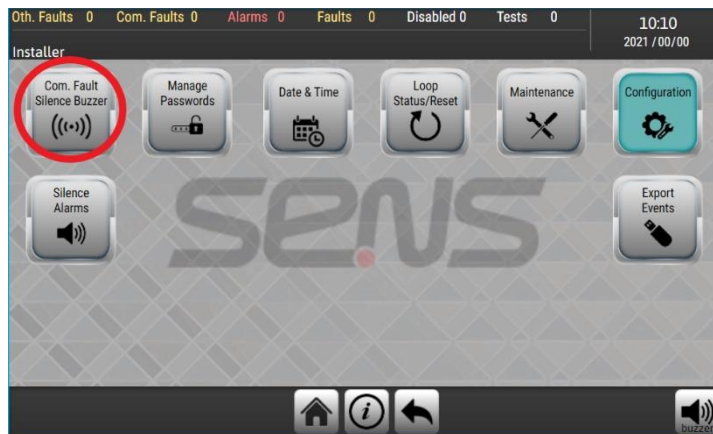 Oth. Faults 0 Com. Faults 0 Alarms 0 Faults 0 Disabled 0 Tests 0
10:10
2021 / 00/00
Installer
Com. Fault
Silence Buzzer
Manage
Passwords
Date & Time
Loop
Status/Reset
Maintenance
Configuration
Silence
Alarms
Export
Events
SENS
i
buzzer